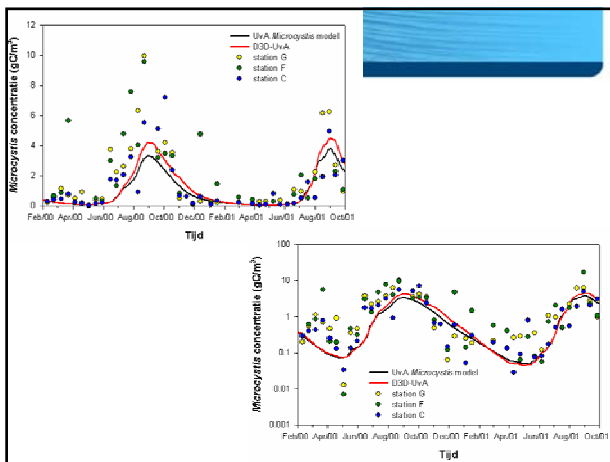 12
10
8
6
4
2
0
Microcystis concentratie (gC/m³)
UvA Microcystis model
D3D-UvA
station G
station F
station C
Feb/00 Apr/00 Jun/00 Aug/00 Oct/00 Dec/00 Feb/01 Apr/01 Jun/01 Aug/01 Oct/01
Tijd
100
10
1
0.1
0.01
0.001
Microcystis concentratie (gC/m³)
UvA Microcystis model
D3D-UvA
station G
station F
station C
Feb/00 Apr/00 Jun/00 Aug/00 Oct/00 Dec/00 Feb/01 Apr/01 Jun/01 Aug/01 Oct/01
Tijd